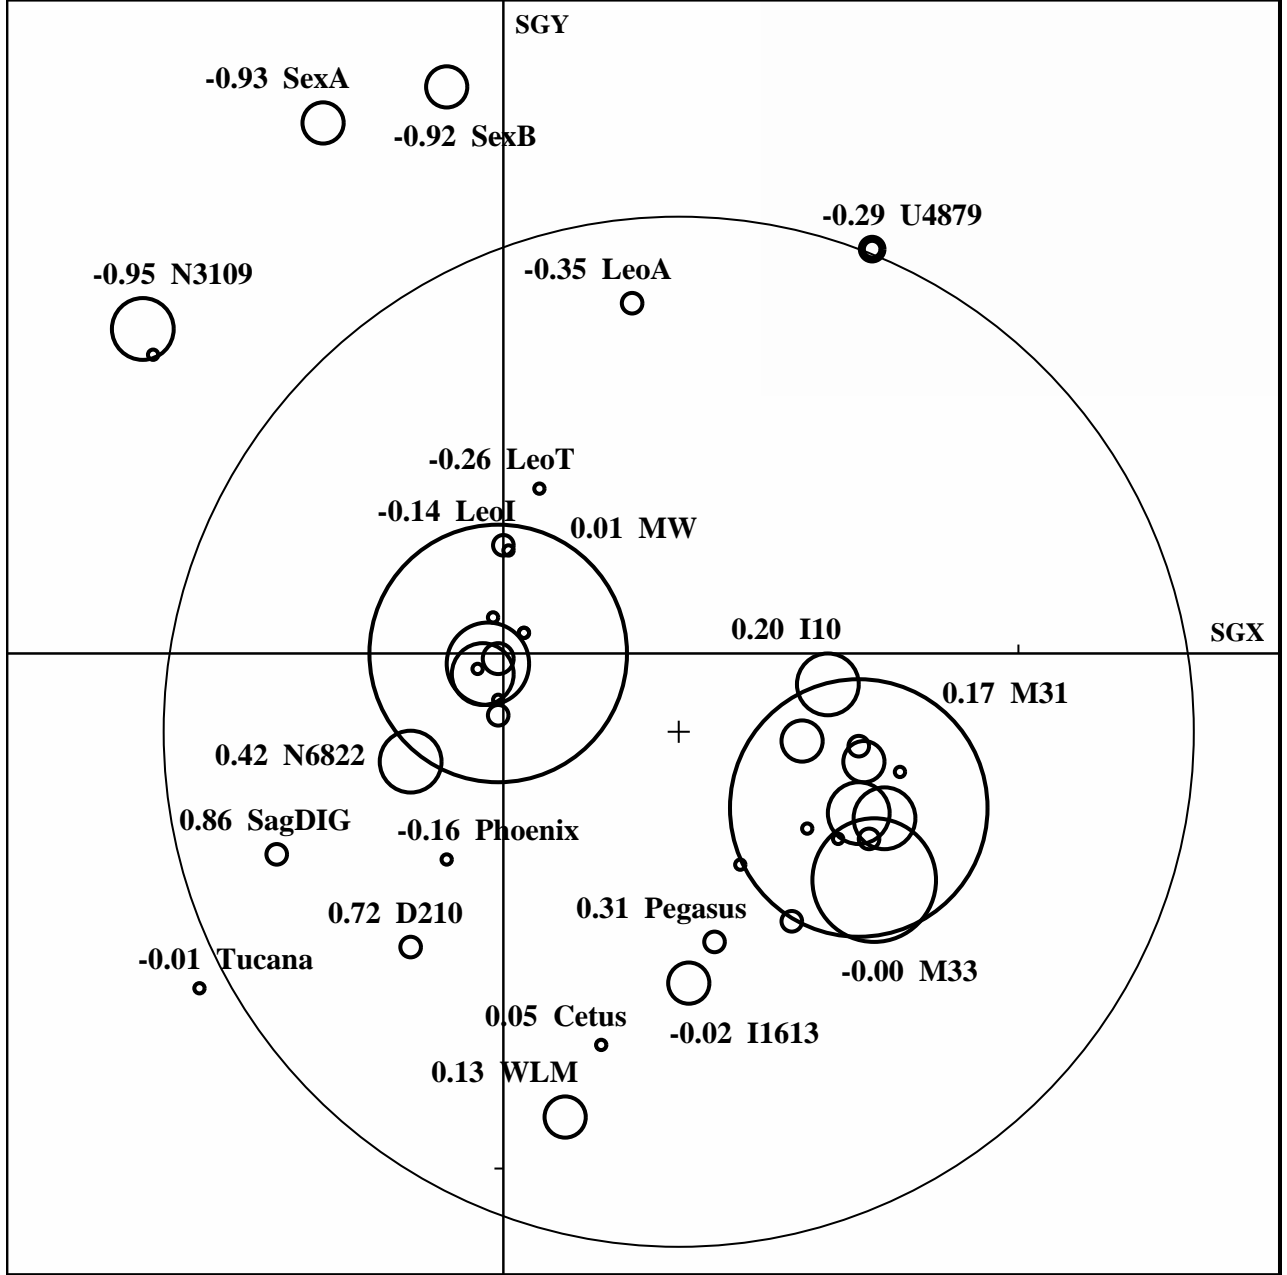 SGY
-0.93 SexA
-0.92 SexB
-0.29 U4879
-0.35 LeoA
-0.95 N3109
-0.26 LeoT
-0.14 LeoI
0.01 MW
0.20 I10
SGX
0.17 M31
0.42 N6822
0.86 SagDIG
-0.16 Phoenix
0.72 D210
0.31 Pegasus
-0.01 Tucana
-0.00 M33
0.05 Cetus
-0.02 I1613
0.13 WLM